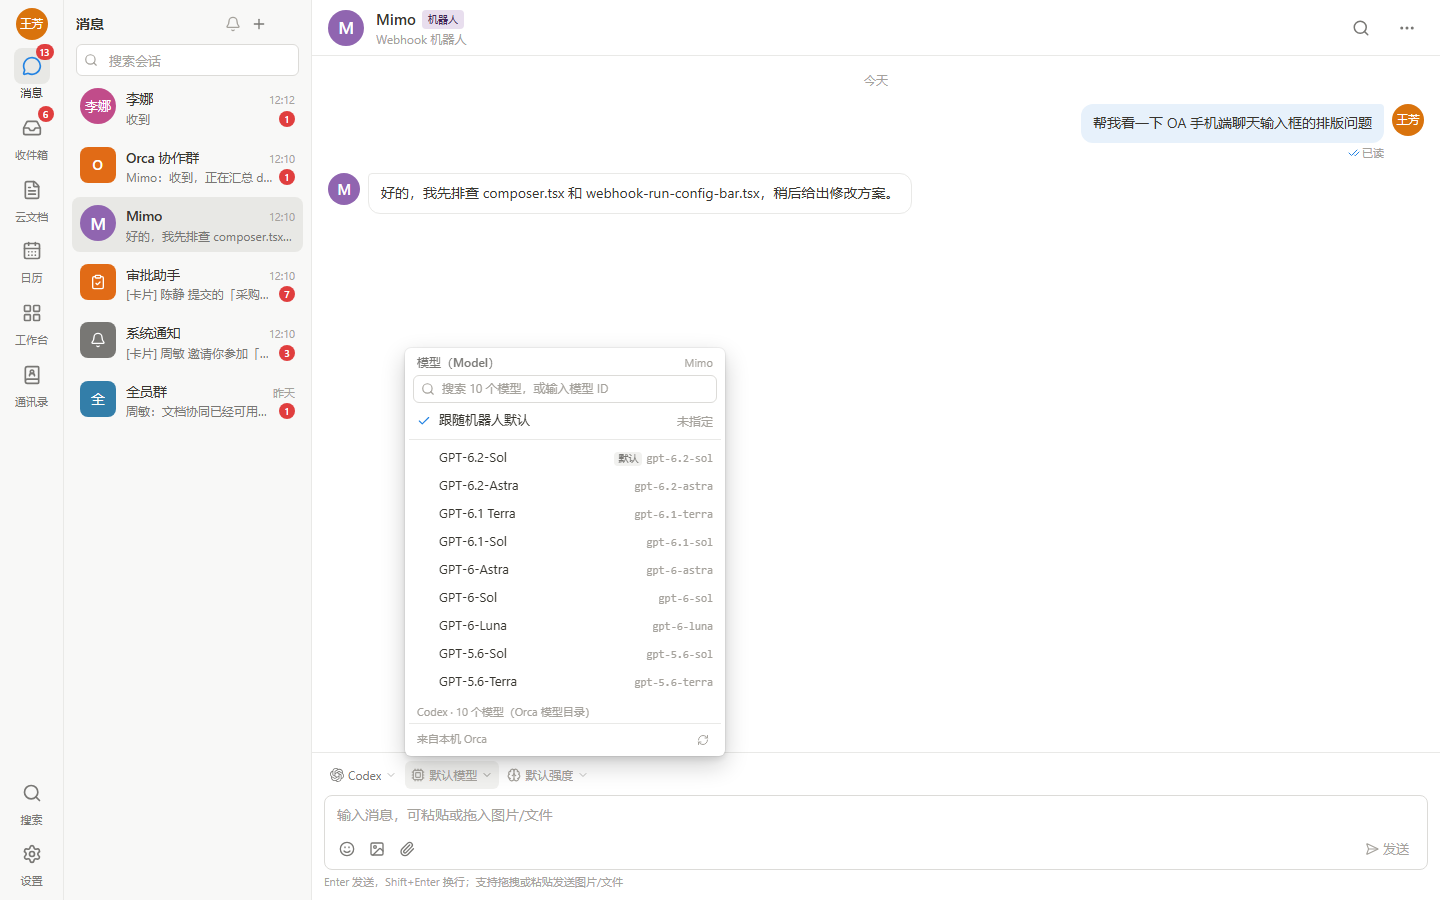 王芳
13
消息
6
收件箱
云文档
日历
工作台
通讯录
搜索
设置
消息
搜索会话
李娜
李娜
12:12
收到
1
O
Orca 协作群
12:10
Mimo：收到，正在汇总 d...
1
M
Mimo
12:10
好的，我先排查 composer.tsx...
审批助手
12:10
[卡片] 陈静 提交的「采购...
7
系统通知
12:10
[卡片] 周敏 邀请你参加「...
3
全
全员群
昨天
周敏：文档协同已经可用...
1
M
Mimo
机器人
Webhook 机器人
今天
帮我看一下 OA 手机端聊天输入框的排版问题
王芳
已读
M
好的，我先排查 composer.tsx 和 webhook-run-config-bar.tsx，稍后给出修改方案。
模型（Model）
Mimo
搜索 10 个模型，或输入模型 ID
跟随机器人默认
未指定
GPT-6.2-Sol
默认
gpt-6.2-sol
GPT-6.2-Astra
gpt-6.2-astra
GPT-6.1 Terra
gpt-6.1-terra
GPT-6.1-Sol
gpt-6.1-sol
GPT-6-Astra
gpt-6-astra
GPT-6-Sol
gpt-6-sol
GPT-6-Luna
gpt-6-luna
GPT-5.6-Sol
gpt-5.6-sol
GPT-5.6-Terra
gpt-5.6-terra
Codex · 10 个模型（Orca 模型目录）
来自本机 Orca
Codex
默认模型
默认强度
输入消息，可粘贴或拖入图片/文件
发送
Enter 发送，Shift+Enter 换行；支持拖拽或粘贴发送图片/文件